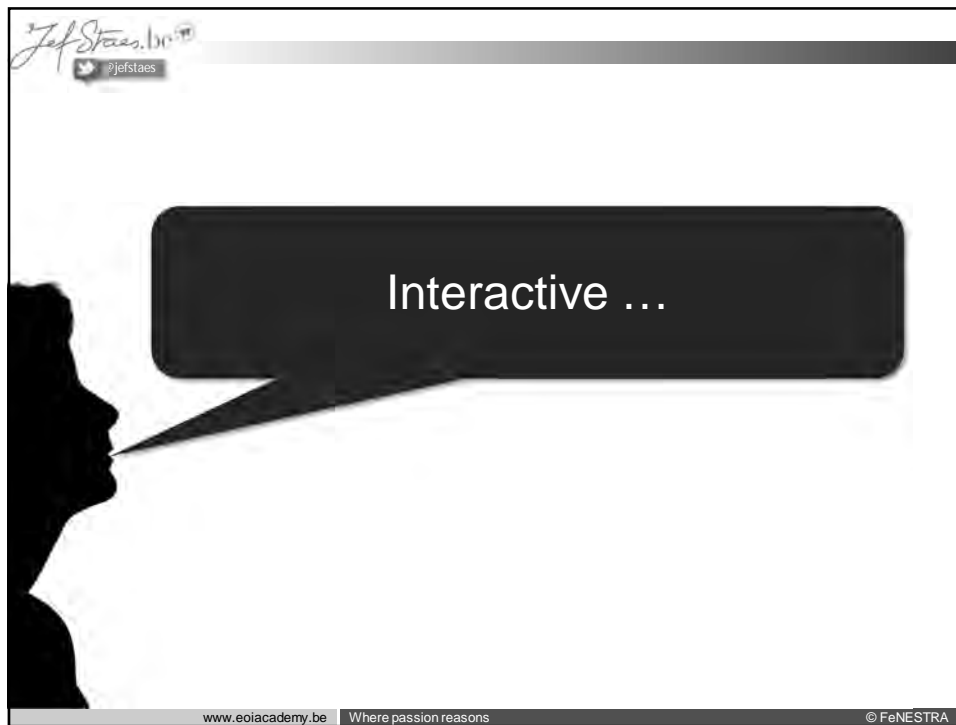 JefStaes.be
@jefstaes
Interactive …
www.eoiacademy.be Where passion reasons © FeNESTRA